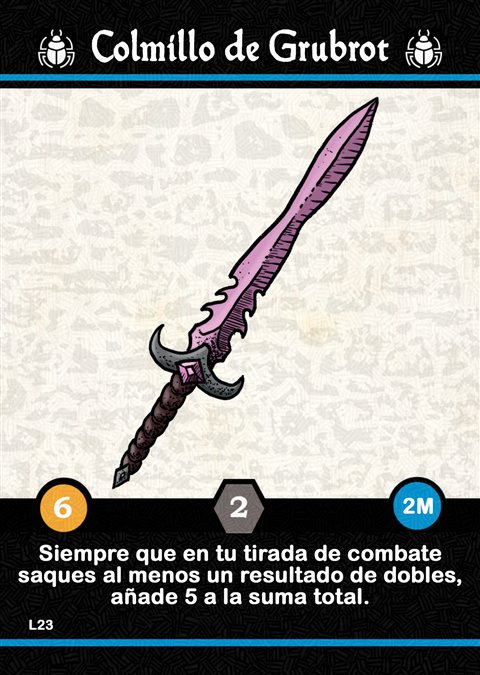 Colmillo de Grubrot
6
2
2M
Siempre que en tu tirada de combate
saques al menos un resultado de dobles,
añade 5 a la suma total.
L23